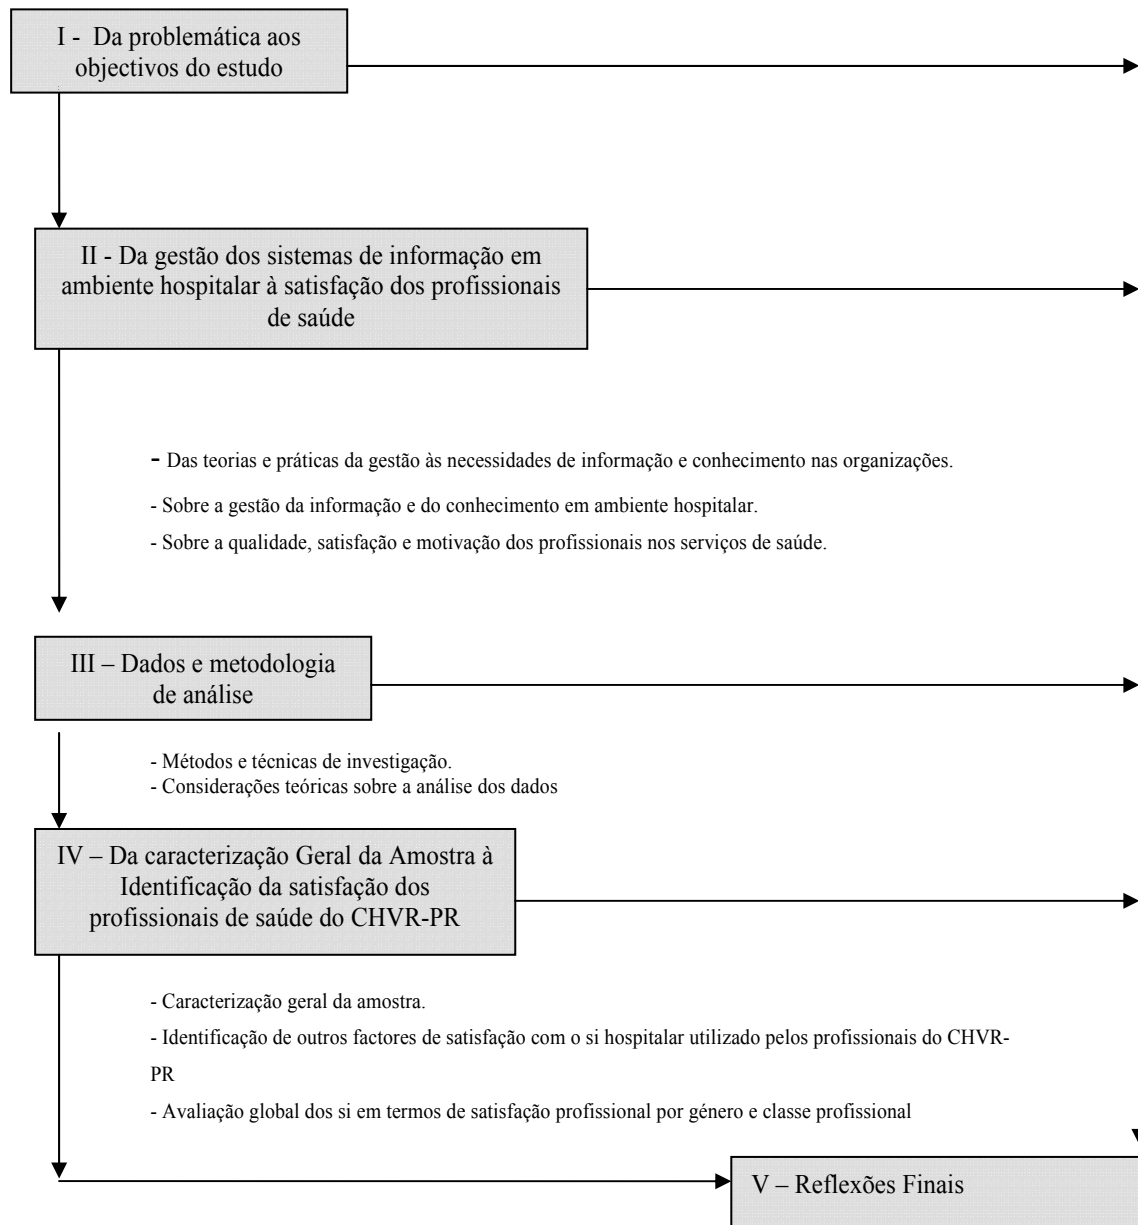 I - Da problemática aos
objectivos do estudo
II - Da gestão dos sistemas de informação em
ambiente hospitalar à satisfação dos profissionais
de saúde
- Das teorias e práticas da gestão às necessidades de informação e conhecimento nas organizações.
- Sobre a gestão da informação e do conhecimento em ambiente hospitalar.
- Sobre a qualidade, satisfação e motivação dos profissionais nos serviços de saúde.
III – Dados e metodologia
de análise
- Métodos e técnicas de investigação.
- Considerações teóricas sobre a análise dos dados
IV – Da caracterização Geral da Amostra à
Identificação da satisfação dos
profissionais de saúde do CHVR-PR
- Caracterização geral da amostra.
- Identificação de outros factores de satisfação com o si hospitalar utilizado pelos profissionais do CHVR-
PR
- Avaliação global dos si em termos de satisfação profissional por género e classe profissional
V – Reflexões Finais